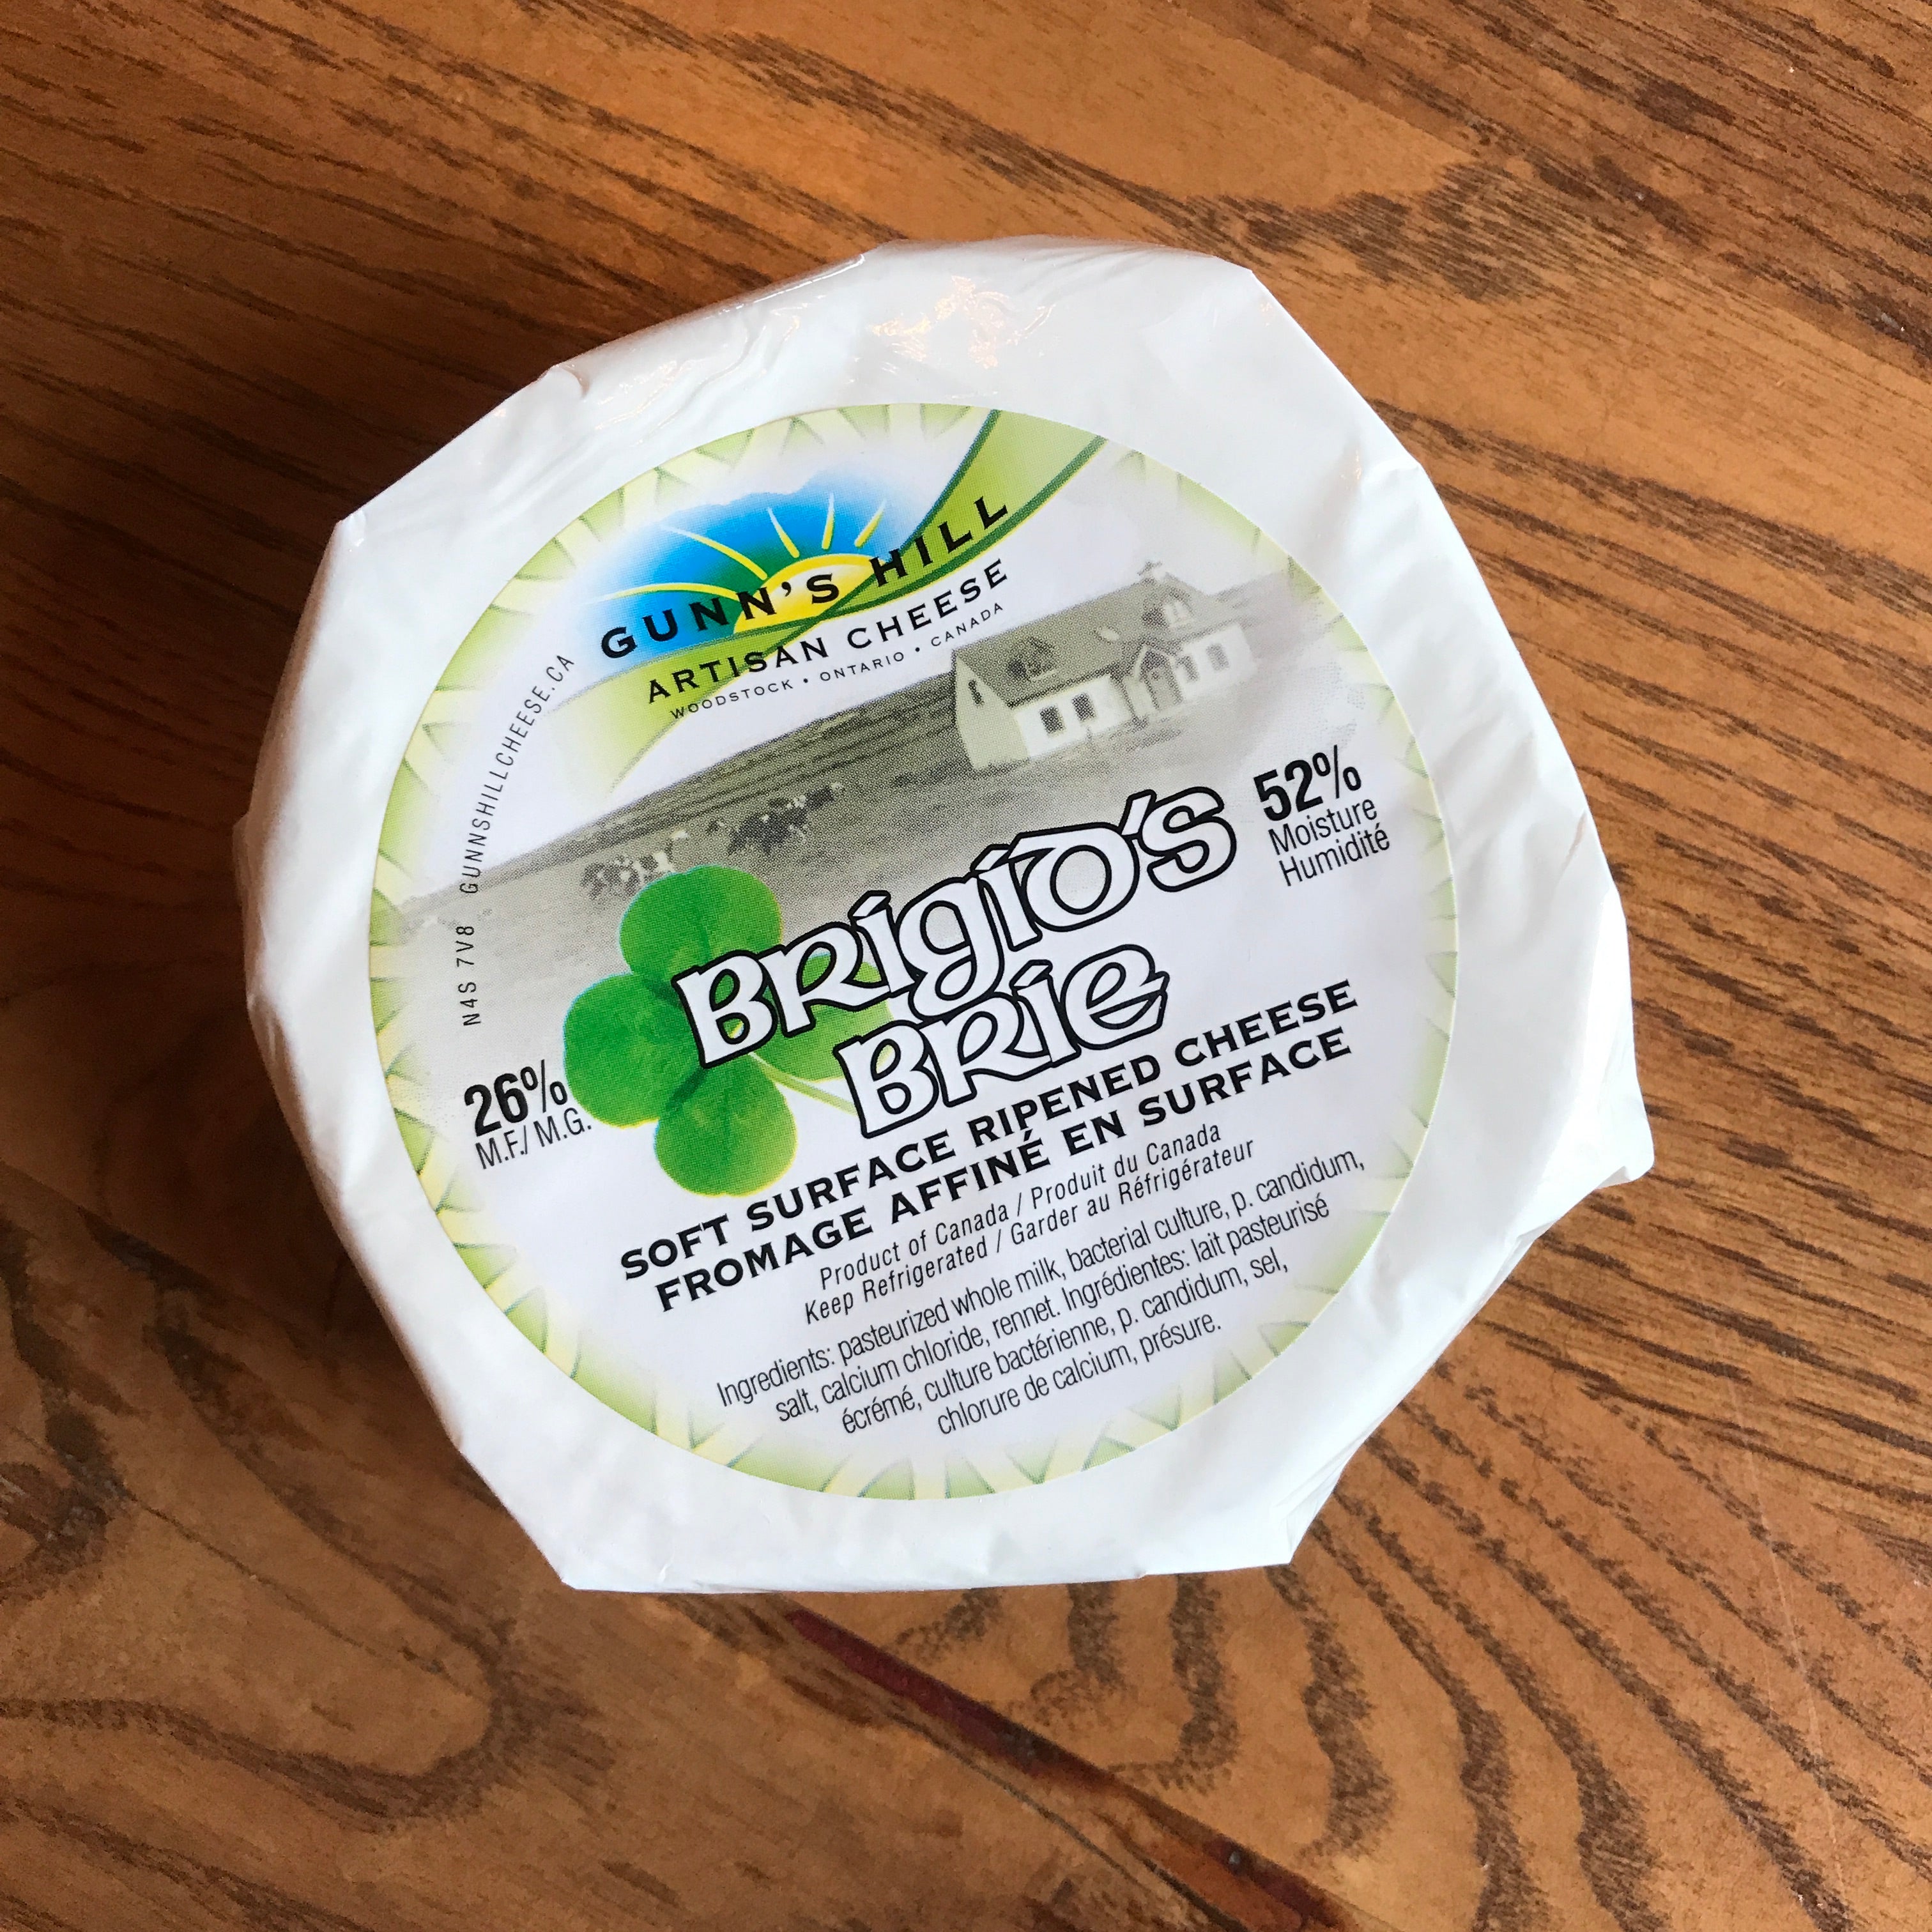 GUNN'S HILL
ARTISAN CHEESE
WOODSTOCK • ONTARIO • CANADA
N4S 7V8 GUNNSHILLCHEESE.CA
52%
Moisture
Humidité
BRIGID'S
BRIE
26%
M.F./M.G.
SOFT SURFACE RIPENED CHEESE
FROMAGE AFFINÉ EN SURFACE
Product of Canada / Produit du Canada
Keep Refrigerated / Garder au Réfrigérateur
Ingredients: pasteurized whole milk, bacterial culture, p. candidum,
salt, calcium chloride, rennet. Ingrédientes: lait pasteurisé
écrémé, culture bactérienne, p. candidum, sel,
chlorure de calcium, présure.